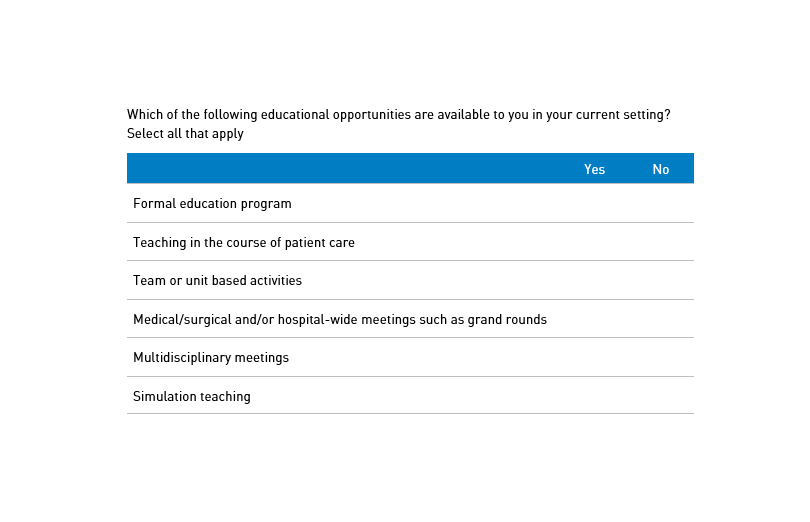 Which of the following educational opportunities are available to you in your current setting?
Select all that apply
Yes No
Formal education program
Teaching in the course of patient care
Team or unit based activities
Medical/surgical and/or hospital-wide meetings such as grand rounds
Multidisciplinary meetings
Simulation teaching